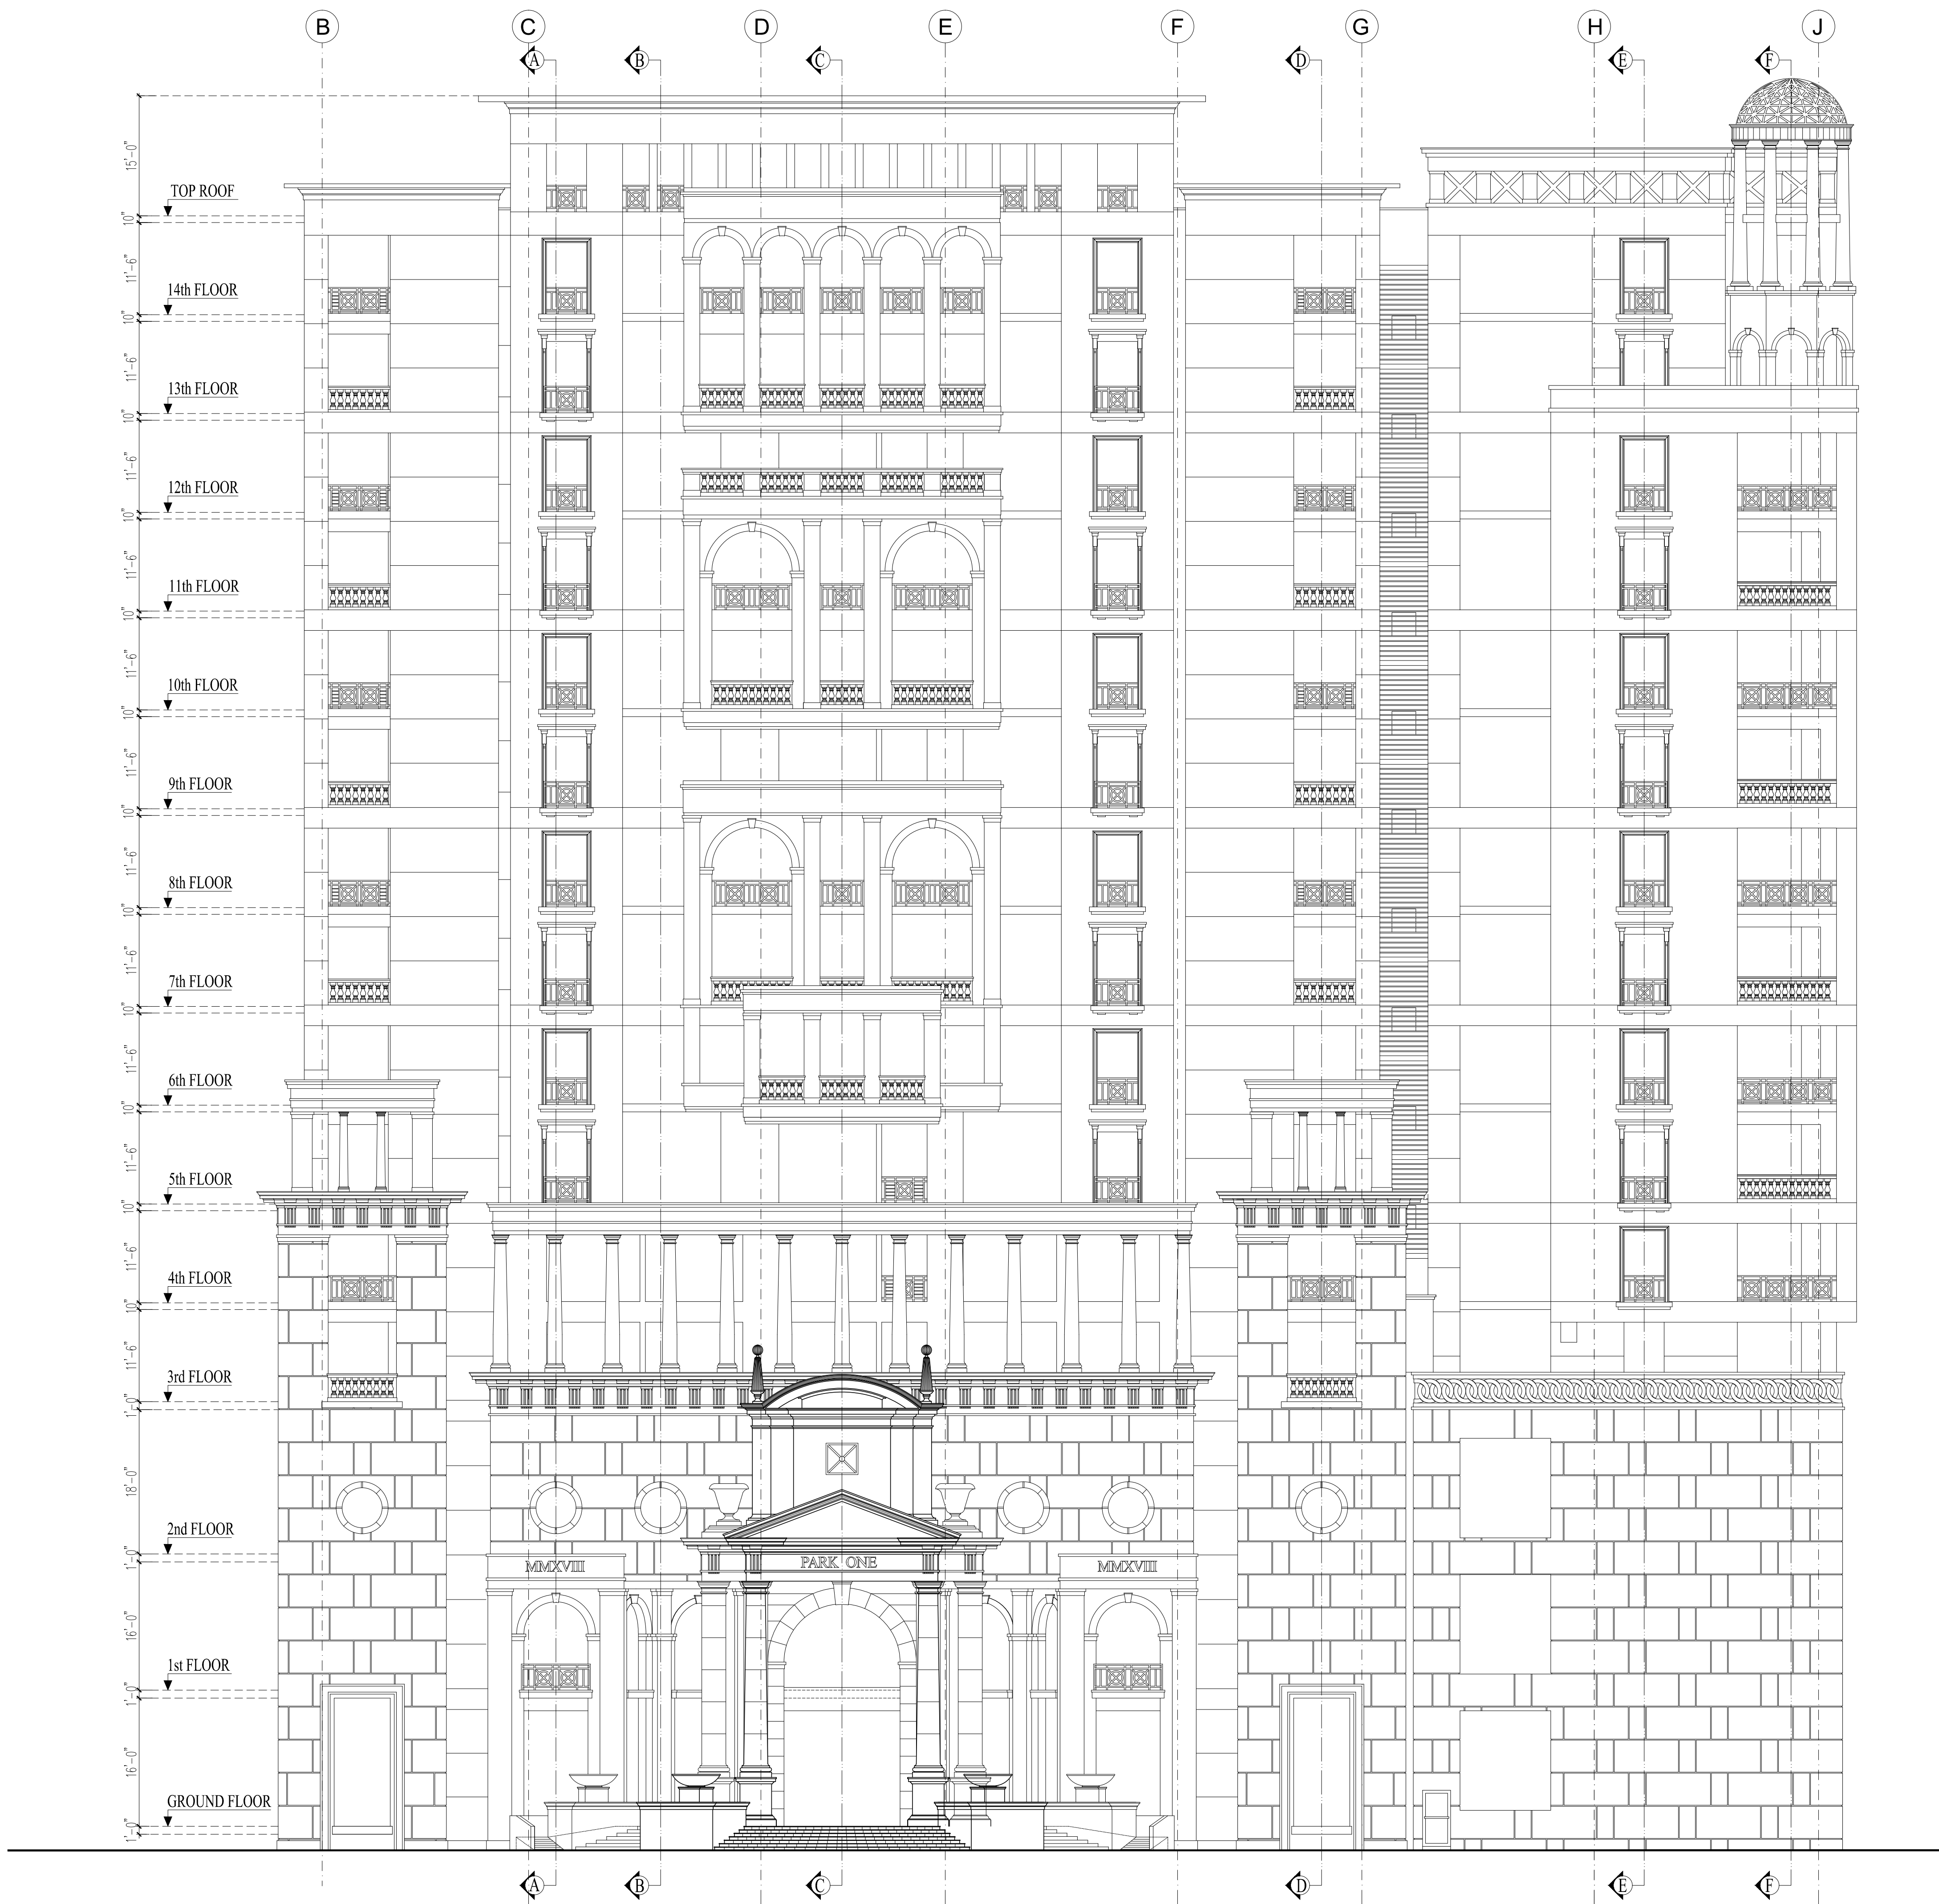 B C D E F G H J
A B C D E F
15'-0"
TOP ROOF
10"
11'-6"
14th FLOOR
10"
11'-6"
13th FLOOR
10"
11'-6"
12th FLOOR
10"
11'-6"
11th FLOOR
10"
11'-6"
10th FLOOR
10"
11'-6"
9th FLOOR
10"
11'-6"
8th FLOOR
10"
11'-6"
7th FLOOR
10"
11'-6"
6th FLOOR
10"
11'-6"
5th FLOOR
10"
11'-6"
4th FLOOR
10"
11'-6"
3rd FLOOR
1'-0"
18'-0"
2nd FLOOR
1'-0"
MMXVIII PARK ONE MMXVIII
16'-0"
1st FLOOR
1'-0"
16'-0"
GROUND FLOOR
1'-0"
A B C D E F